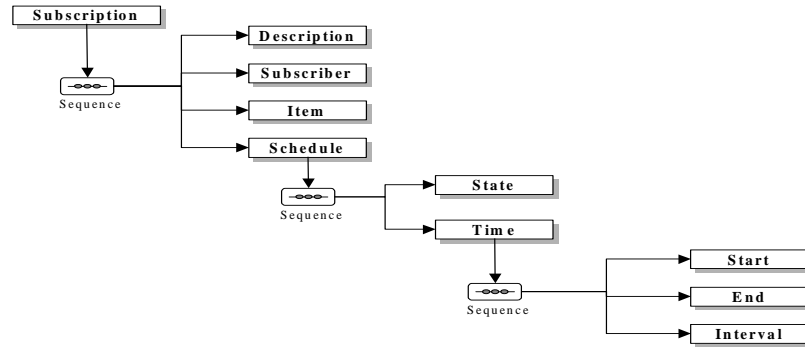 Subscription
Description
Subscriber
Sequence
Item
Schedule
State
Sequence
Time
Start
End
Sequence
Interval